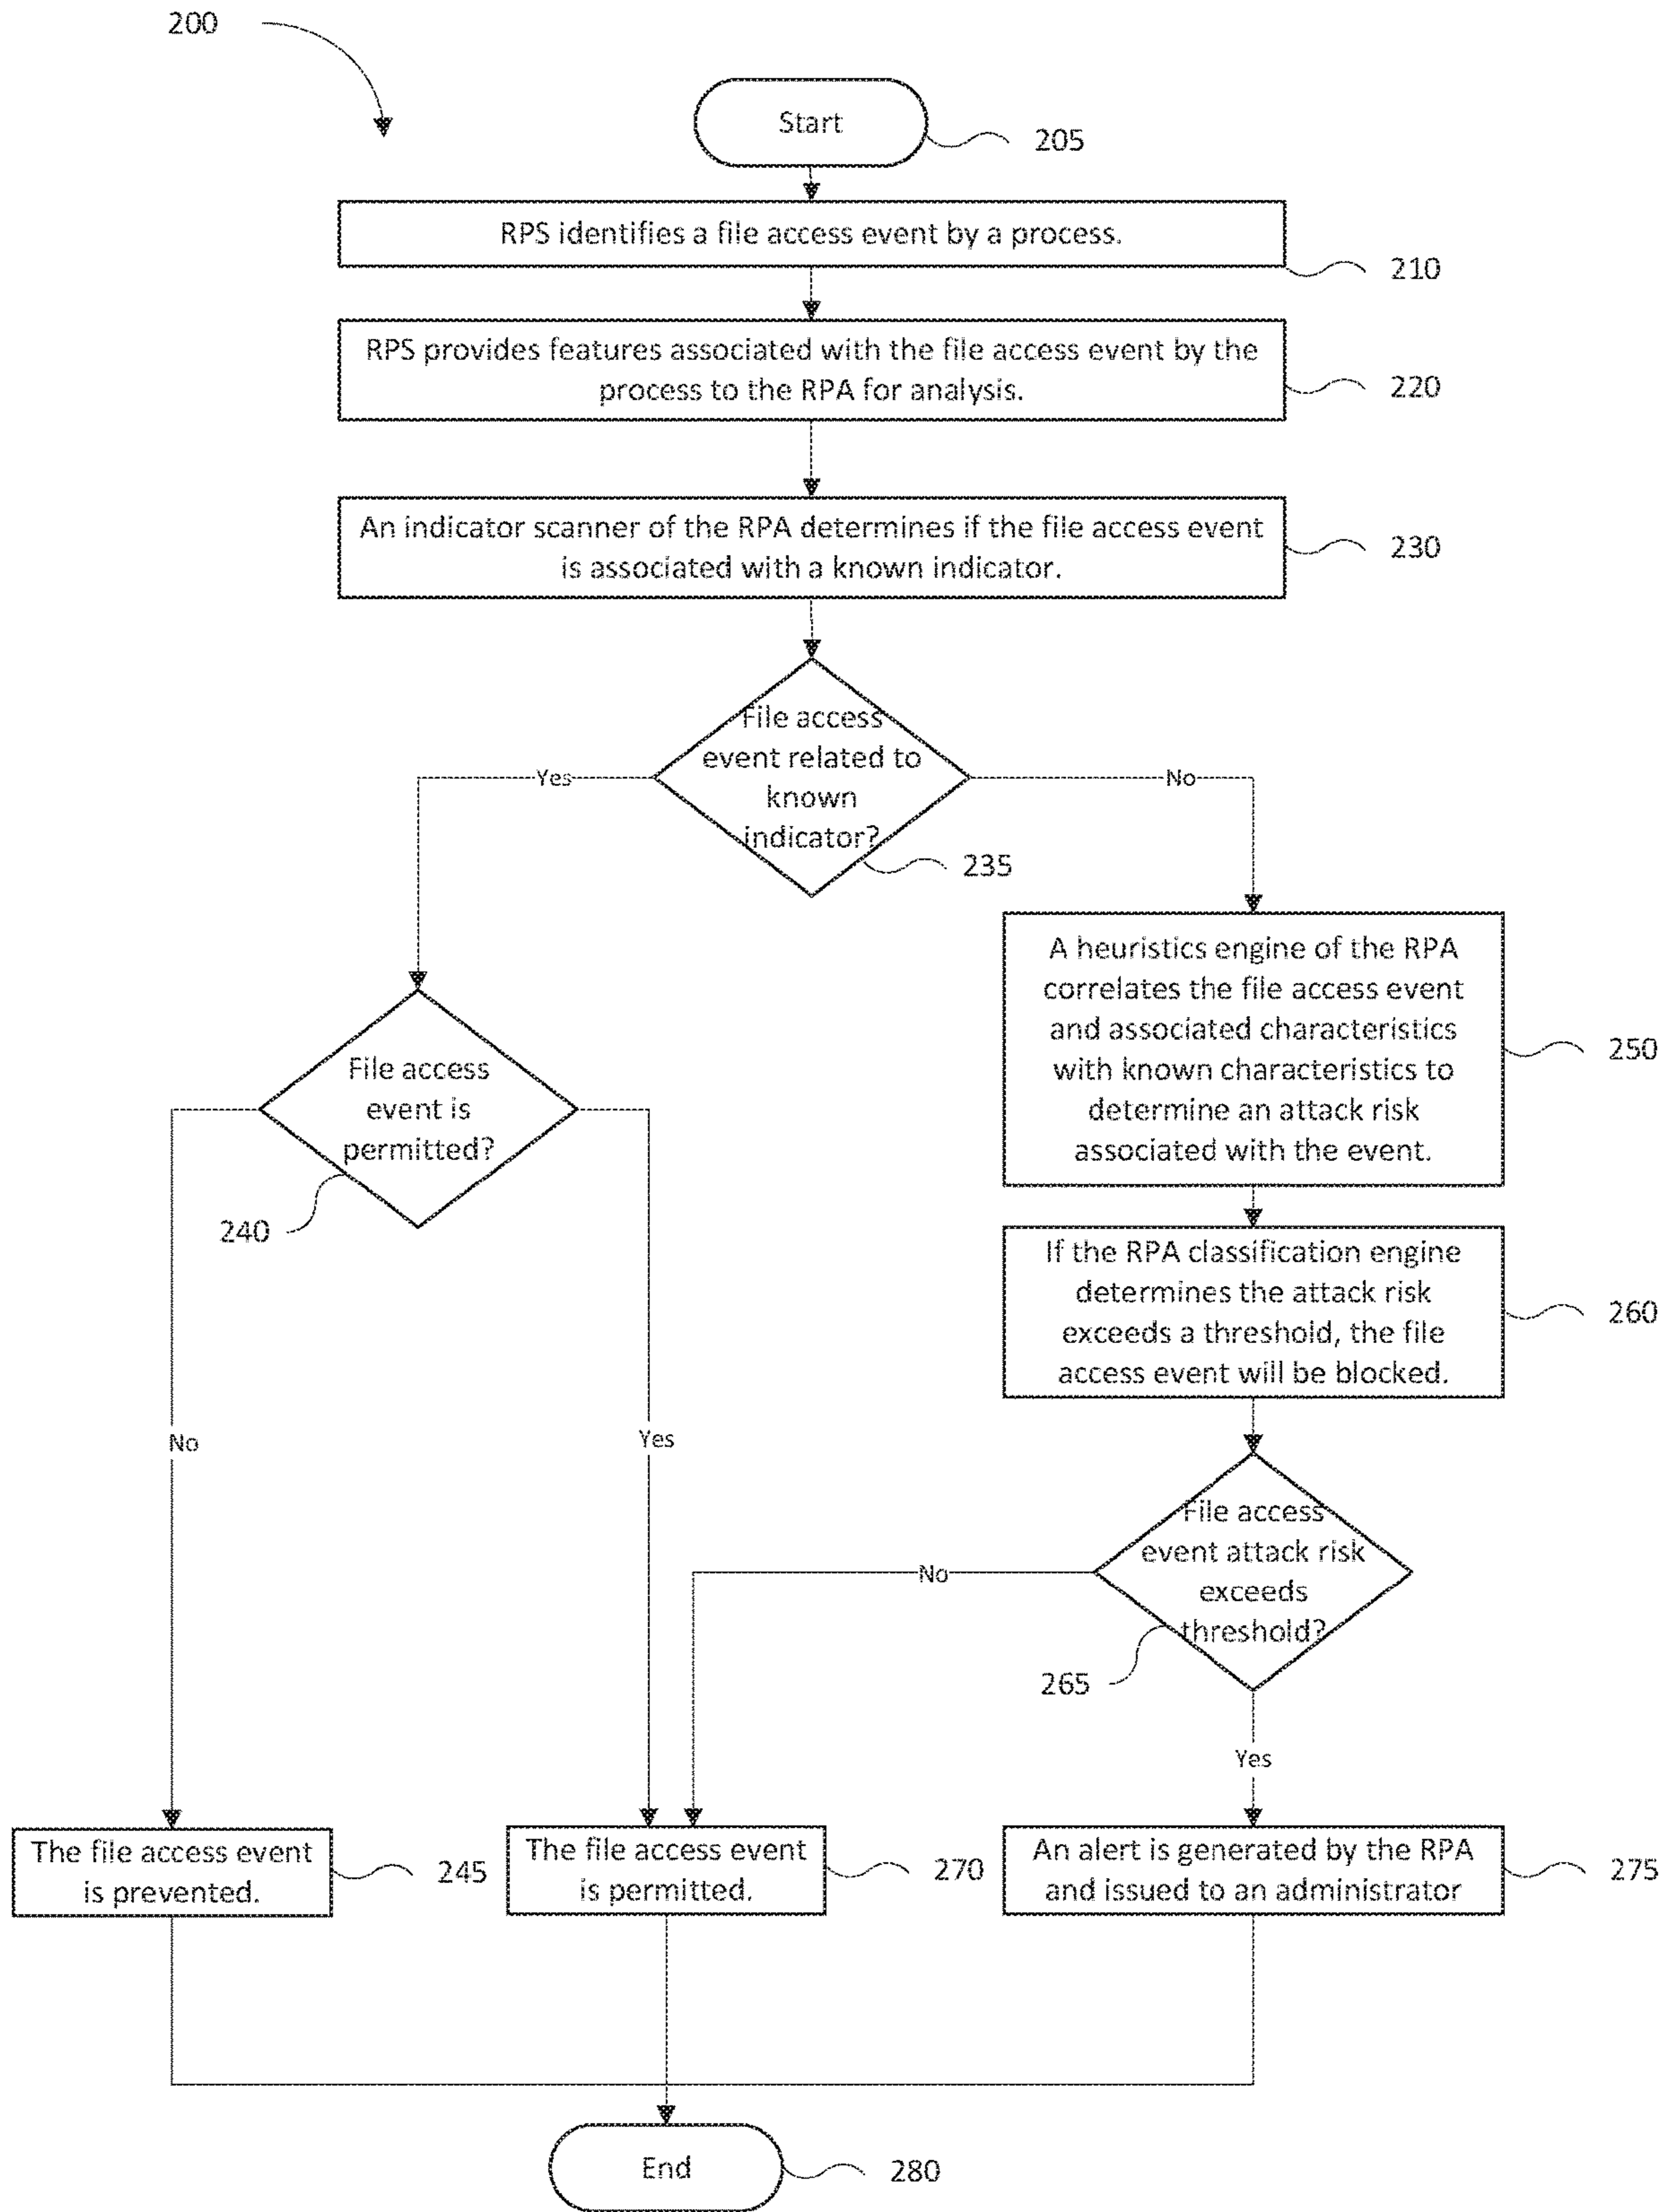 200
Start
205
RPS identifies a file access event by a process.
210
RPS provides features associated with the file access event by the
process to the RPA for analysis.
220
An indicator scanner of the RPA determines if the file access event
is associated with a known indicator.
230
File access
event related to
known
indicator?
235
Yes
No
File access
event is
permitted?
240
A heuristics engine of the RPA
correlates the file access event
and associated characteristics
with known characteristics to
determine an attack risk
associated with the event.
250
If the RPA classification engine
determines the attack risk
exceeds a threshold, the file
access event will be blocked.
260
No
Yes
File access
event attack risk
exceeds
threshold?
265
No
Yes
The file access event
is prevented.
245
The file access event
is permitted.
270
An alert is generated by the RPA
and issued to an administrator
275
End
280